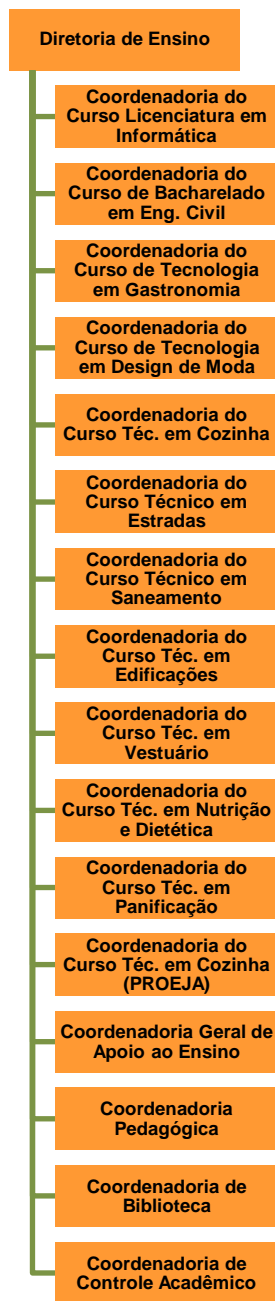 Diretoria de Ensino
Coordenadoria do
Curso Licenciatura em
Informática
Coordenadoria do
Curso de Bacharelado
em Eng. Civil
Coordenadoria do
Curso de Tecnologia
em Gastronomia
Coordenadoria do
Curso de Tecnologia
em Design de Moda
Coordenadoria do
Curso Téc. em Cozinha
Coordenadoria do
Curso Técnico em
Estradas
Coordenadoria do
Curso Técnico em
Saneamento
Coordenadoria do
Curso Téc. em
Edificações
Coordenadoria do
Curso Téc. em
Vestuário
Coordenadoria do
Curso Téc. em Nutrição
e Dietética
Coordenadoria do
Curso Téc. em
Panificação
Coordenadoria do
Curso Téc. em Cozinha
(PROEJA)
Coordenadoria Geral de
Apoio ao Ensino
Coordenadoria
Pedagógica
Coordenadoria de
Biblioteca
Coordenadoria de
Controle Acadêmico